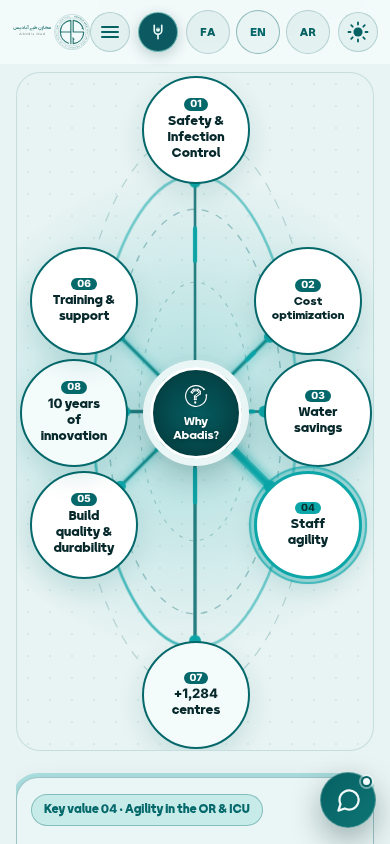 FA
EN
AR
01
Safety &
Infection
Control
06
Training &
support
02
Cost
optimization
08
10 years
of
innovation
Why
Abadis?
03
Water
savings
05
Build
quality &
durability
04
Staff
agility
07
+1,284
centres
Key value 04 · Agility in the OR & ICU